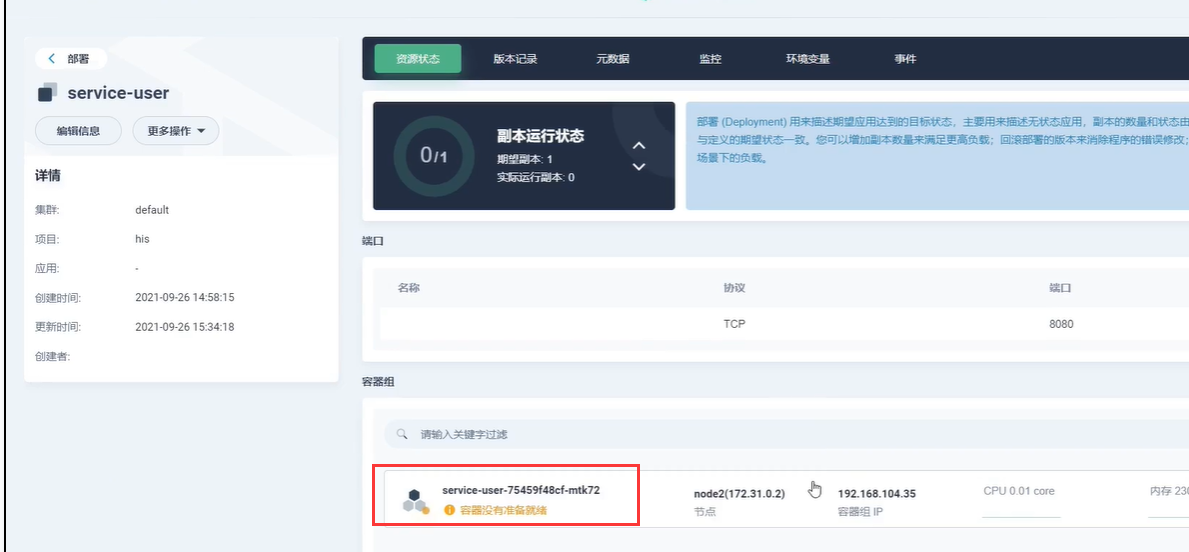 部署
service-user
编辑信息
更多操作
详情
集群: default
项目: his
应用: -
创建时间: 2021-09-26 14:58:15
更新时间: 2021-09-26 15:34:18
创建者:
资源状态 版本记录 元数据 监控 环境变量 事件
0/1
副本运行状态
期望副本: 1
实际运行副本: 0
部署 (Deployment) 用来描述期望应用达到的目标状态，主要用来描述无状态应用，副本的数量和状态由
与定义的期望状态一致。您可以增加副本数量来满足更高负载；回滚部署的版本来消除程序的错误修改；
场景下的负载。
端口
名称 协议 端口
TCP 8080
容器组
请输入关键字过滤
service-user-75459f48cf-mtk72
容器没有准备就绪
node2(172.31.0.2)
节点
192.168.104.35
容器组 IP
CPU 0.01 core
内存 230